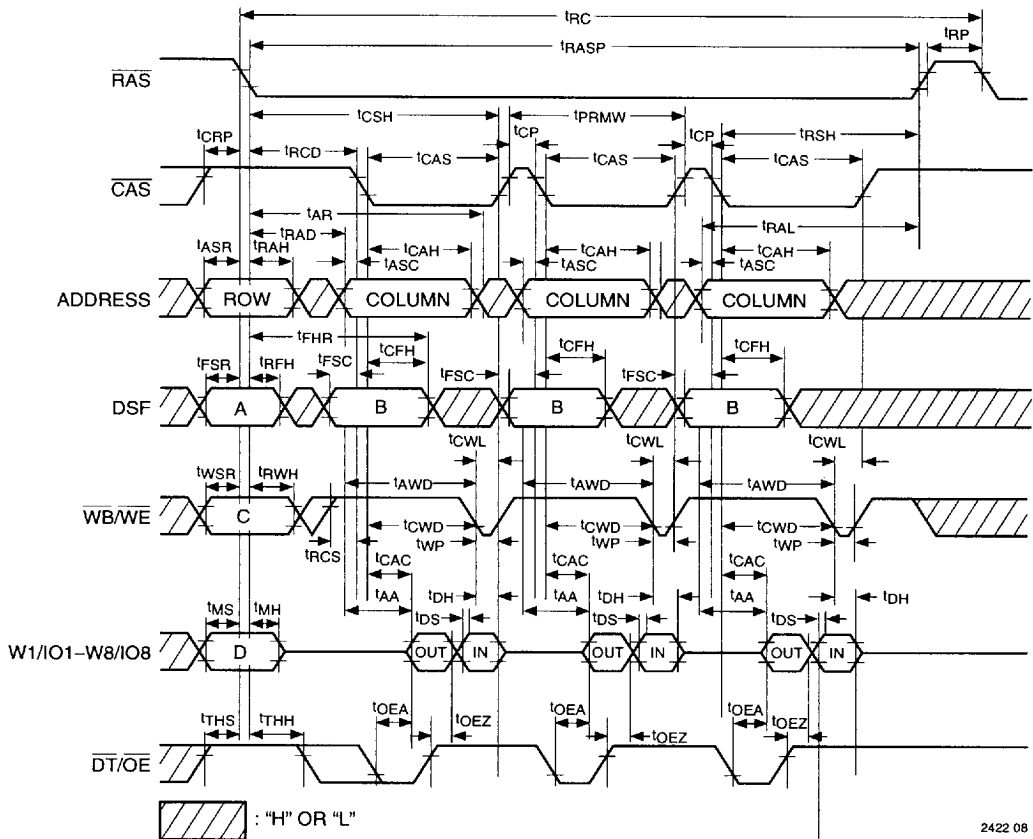 tRC
tRASP
tRP
RAS
tCSH
tPRMW
tCRP
tRCD
tCP
tCP
tRSH
tCAS
tCAS
tCAS
CAS
tAR
tRAL
tRAD
tASR
tRAH
tCAH
tCAH
tCAH
tASC
tASC
tASC
ADDRESS
ROW
COLUMN
COLUMN
COLUMN
tFHR
tCFH
tCFH
tCFH
tFSR
tRFH
tFSC
tFSC
tFSC
DSF
A
B
B
B
tCWL
tCWL
tCWL
tWSR
tRWH
tAWD
tAWD
tAWD
WB/WE
C
tCWD
tCWD
tCWD
tRCS
tWP
tWP
tWP
tCAC
tCAC
tCAC
tAA
tDH
tAA
tDH
tAA
tDH
tMS
tMH
tDS
tDS
tDS
W1/IO1–W8/IO8
D
OUT
IN
OUT
IN
OUT
IN
tTHS
tTHH
tOEA
tOEZ
tOEA
tOEZ
tOEA
tOEZ
DT/OE
: "H" OR "L"
2422 08